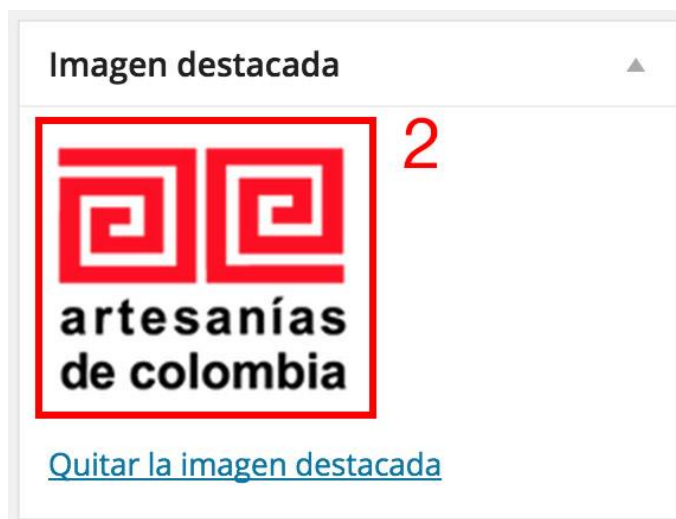 Imagen destacada
2
artesanías
de colombia
Quitar la imagen destacada